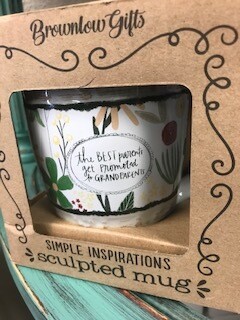 Brownlow Gifts
the BEST parents
get promoted
to GRANDPARENTS
SIMPLE INSPIRATIONS
sculpted mug